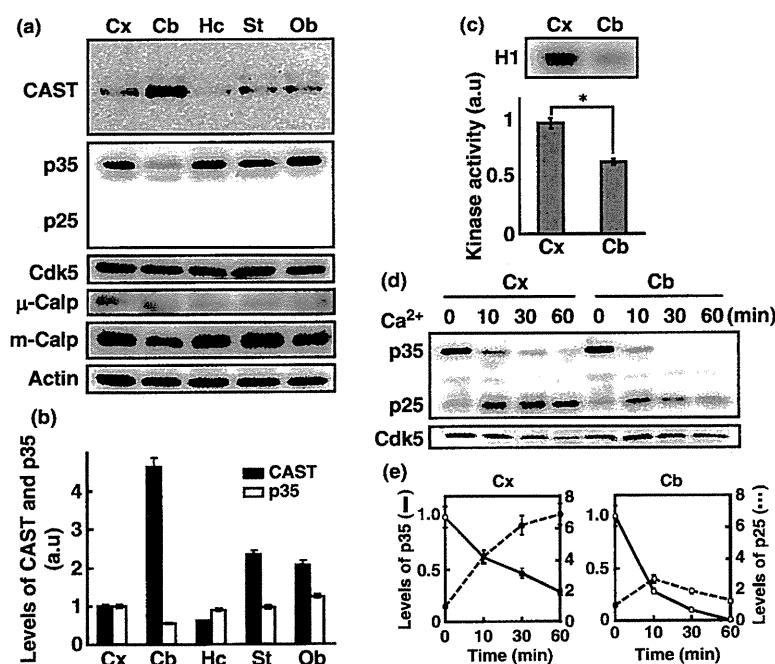 (a)
Cx Cb Hc St Ob
CAST
p35
p25
Cdk5
μ-Calp
m-Calp
Actin
(b)
Levels of CAST and p35
(a.u)
4
3
2
1
0
CAST
p35
Cx Cb Hc St Ob
(c)
Cx Cb
H1
Kinase activity (a.u)
1
0.5
0
*
Cx Cb
(d)
Cx Cb
Ca2+ 0 10 30 60 0 10 30 60 (min)
p35
p25
Cdk5
(e)
Cx Cb
Levels of p35 (—)
1.0
0.5
0
8
6
4
2
0
0 10 30 60
Time (min)
1.0
0.5
0
8
6
4
2
0
Levels of p25 (···)
0 10 30 60
Time (min)